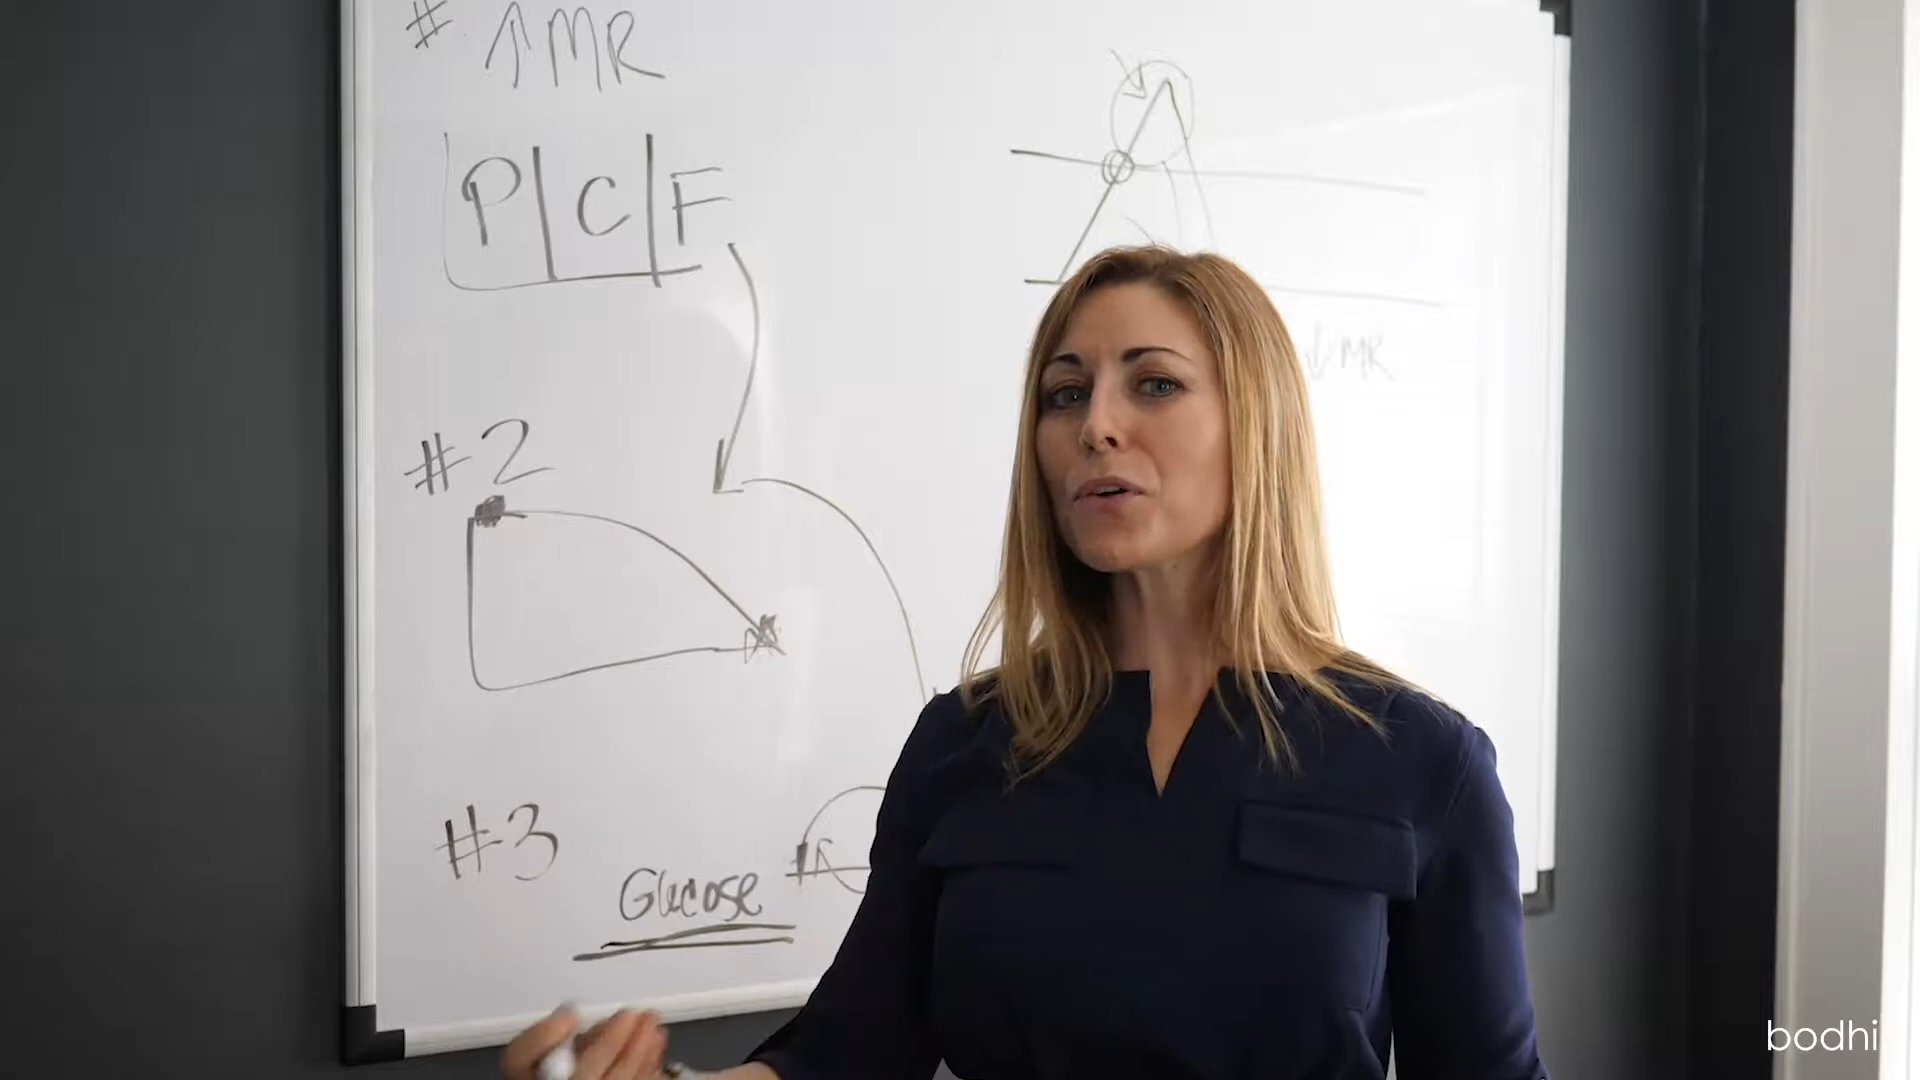 # ↑MR
P | C | F
↓MR
#2
#3
Glucose
bodhi